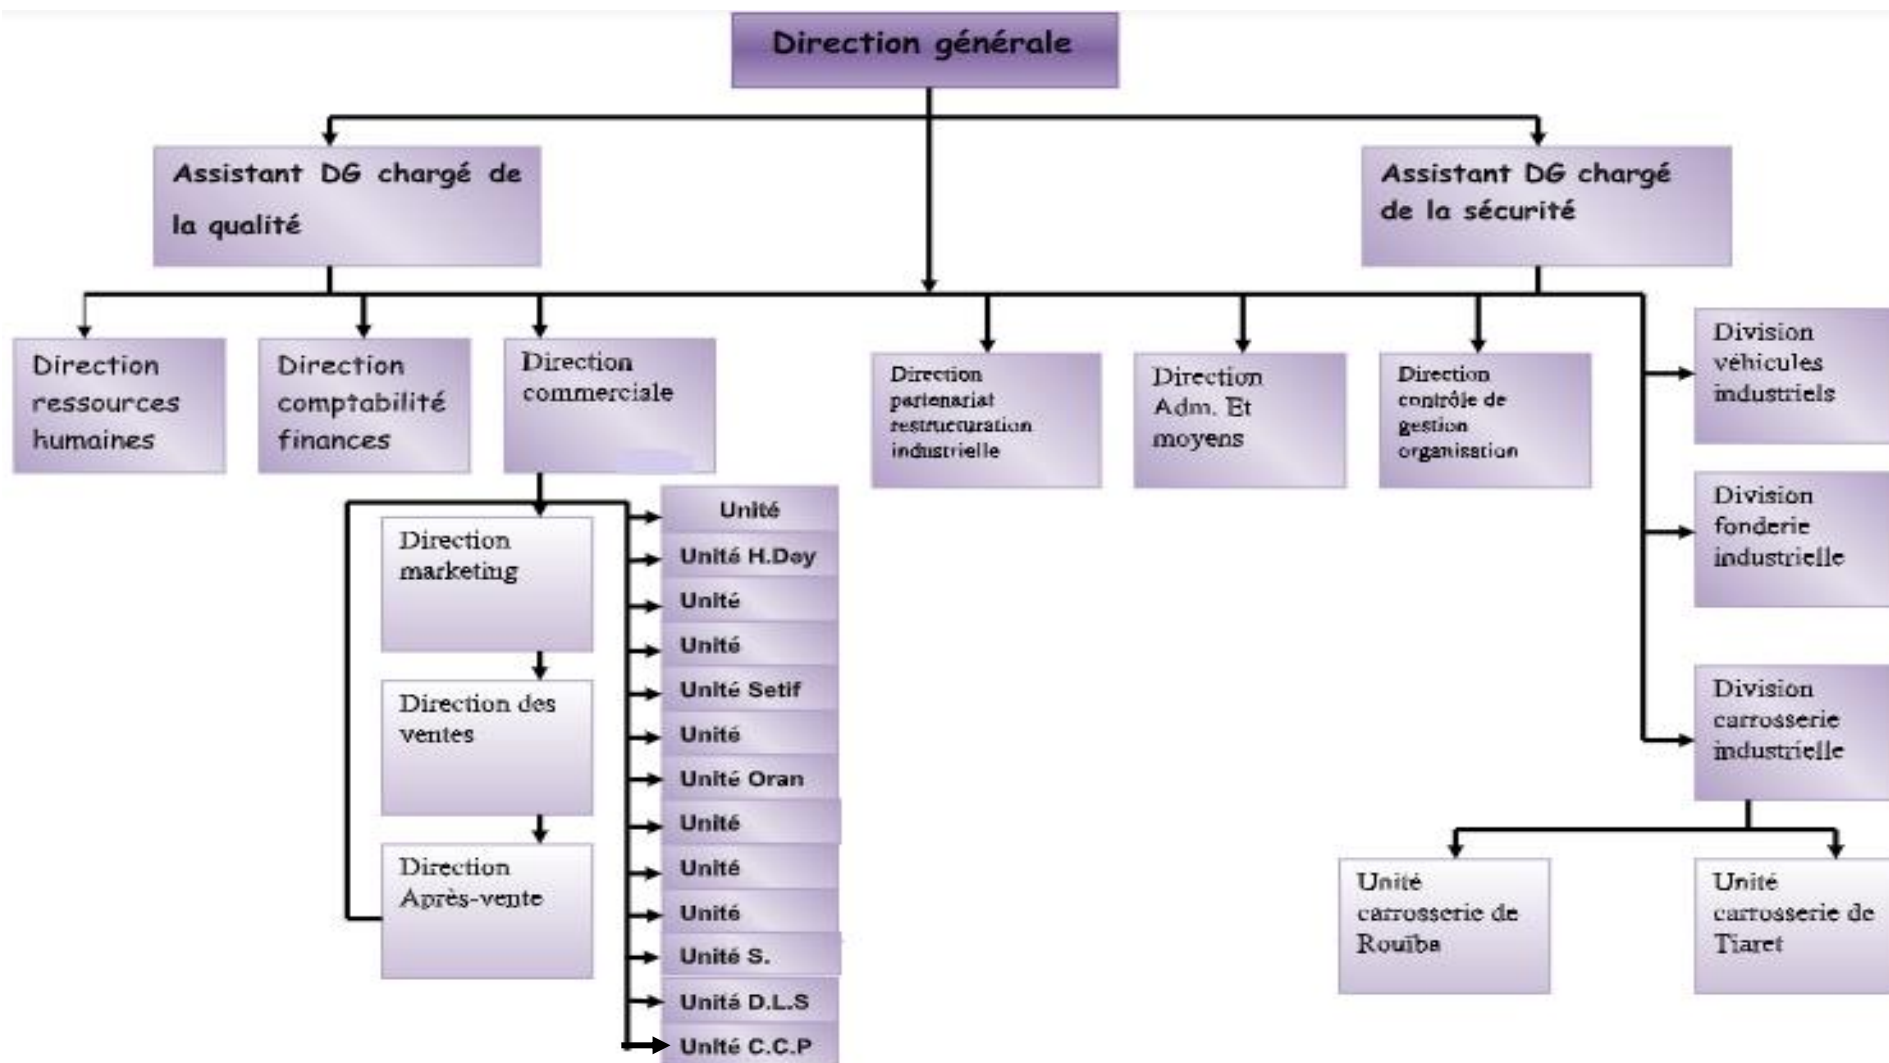 Direction générale
Assistant DG chargé de
la qualité
Assistant DG chargé
de la sécurité
Direction
ressources
humaines
Direction
comptabilité
finances
Direction
commerciale
Direction
partenariat
restructuration
industrielle
Direction
Adm. Et
moyens
Direction
contrôle de
gestion
organisation
Division
véhicules
industriels
Division
fonderie
industrielle
Division
carrosserie
industrielle
Direction
marketing
Direction des
ventes
Direction
Après-vente
Unité
Unité H.Dey
Unité
Unité
Unité Setif
Unité
Unité Oran
Unité
Unité
Unité
Unité S.
Unité D.L.S
Unité C.C.P
Unité
carrosserie de
Rouïba
Unité
carrosserie de
Tiaret